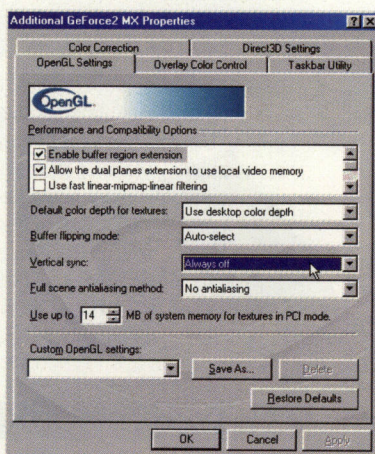 Additional GeForce2 MX Properties
Color Correction
Direct3D Settings
OpenGL Settings
Overlay Color Control
Taskbar Utility
OpenGL.
Performance and Compatibility Options
Enable buffer region extension
Allow the dual planes extension to use local video memory
Use fast linear-mipmap-linear filtering
Default color depth for textures:
Use desktop color depth
Buffer flipping mode:
Auto-select
Vertical sync:
Always off
Full scene antialiasing method:
No antialiasing
Use up to 14 MB of system memory for textures in PCI mode.
Custom OpenGL settings:
Save As...
Delete
Restore Defaults
OK
Cancel
Apply